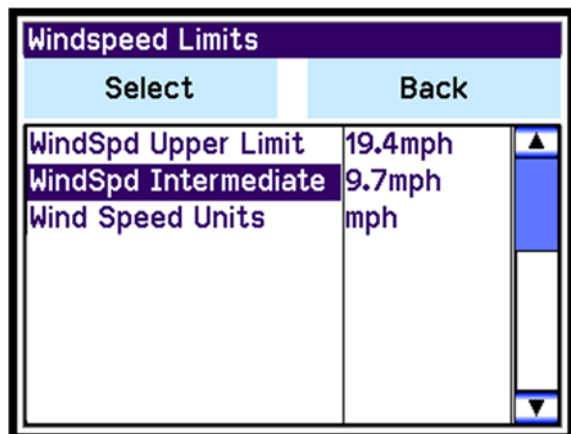 Windspeed Limits
Select Back
WindSpd Upper Limit 19.4mph
WindSpd Intermediate 9.7mph
Wind Speed Units mph